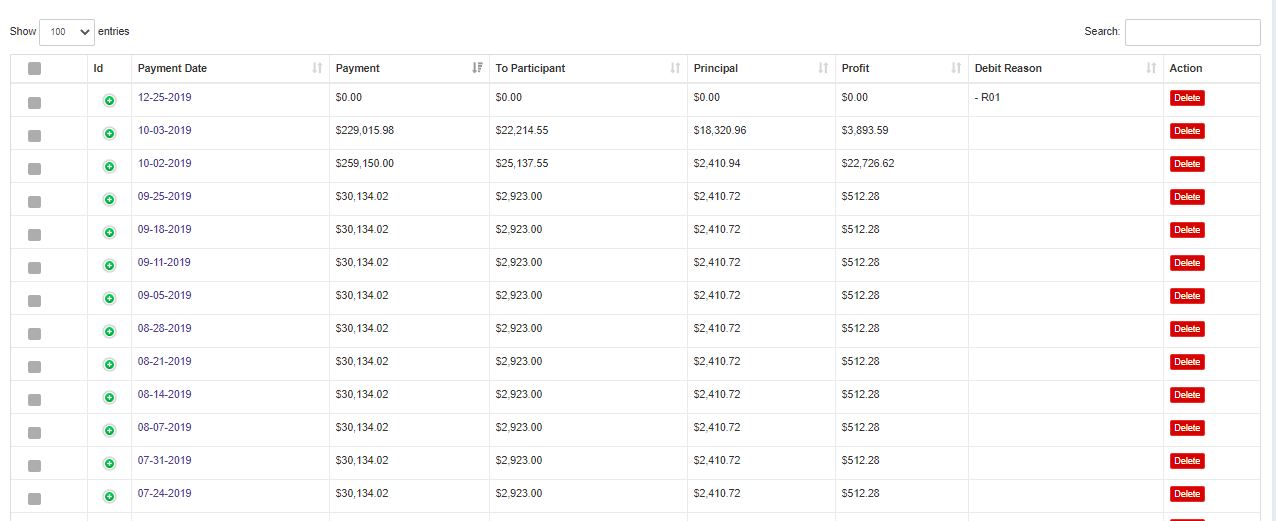 Show 100 entries Search:
Id Payment Date Payment To Participant Principal Profit Debit Reason Action
12-25-2019 $0.00 $0.00 $0.00 $0.00 - R01 Delete
10-03-2019 $229,015.98 $22,214.55 $18,320.96 $3,893.59 Delete
10-02-2019 $259,150.00 $25,137.55 $2,410.94 $22,726.62 Delete
09-25-2019 $30,134.02 $2,923.00 $2,410.72 $512.28 Delete
09-18-2019 $30,134.02 $2,923.00 $2,410.72 $512.28 Delete
09-11-2019 $30,134.02 $2,923.00 $2,410.72 $512.28 Delete
09-05-2019 $30,134.02 $2,923.00 $2,410.72 $512.28 Delete
08-28-2019 $30,134.02 $2,923.00 $2,410.72 $512.28 Delete
08-21-2019 $30,134.02 $2,923.00 $2,410.72 $512.28 Delete
08-14-2019 $30,134.02 $2,923.00 $2,410.72 $512.28 Delete
08-07-2019 $30,134.02 $2,923.00 $2,410.72 $512.28 Delete
07-31-2019 $30,134.02 $2,923.00 $2,410.72 $512.28 Delete
07-24-2019 $30,134.02 $2,923.00 $2,410.72 $512.28 Delete